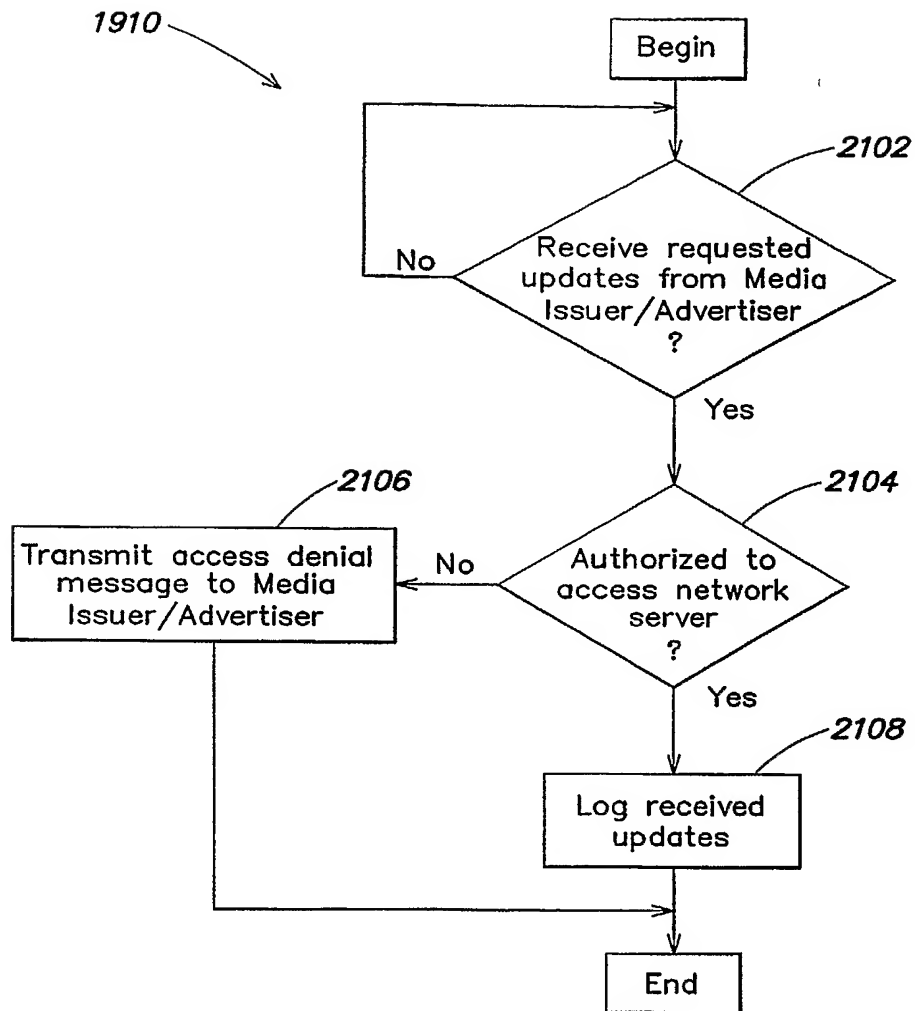 1910
Begin
2102
Receive requested
updates from Media
Issuer/Advertiser
?
No
Yes
2106
2104
Transmit access denial
message to Media
Issuer/Advertiser
No
Authorized to
access network
server
?
Yes
2108
Log received
updates
End